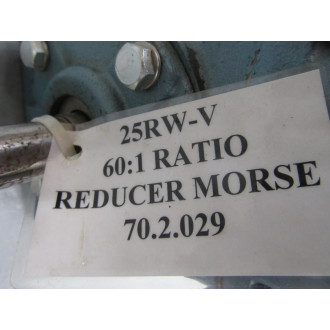 25RW-V
60:1 RATIO
REDUCER MORSE
70.2.029